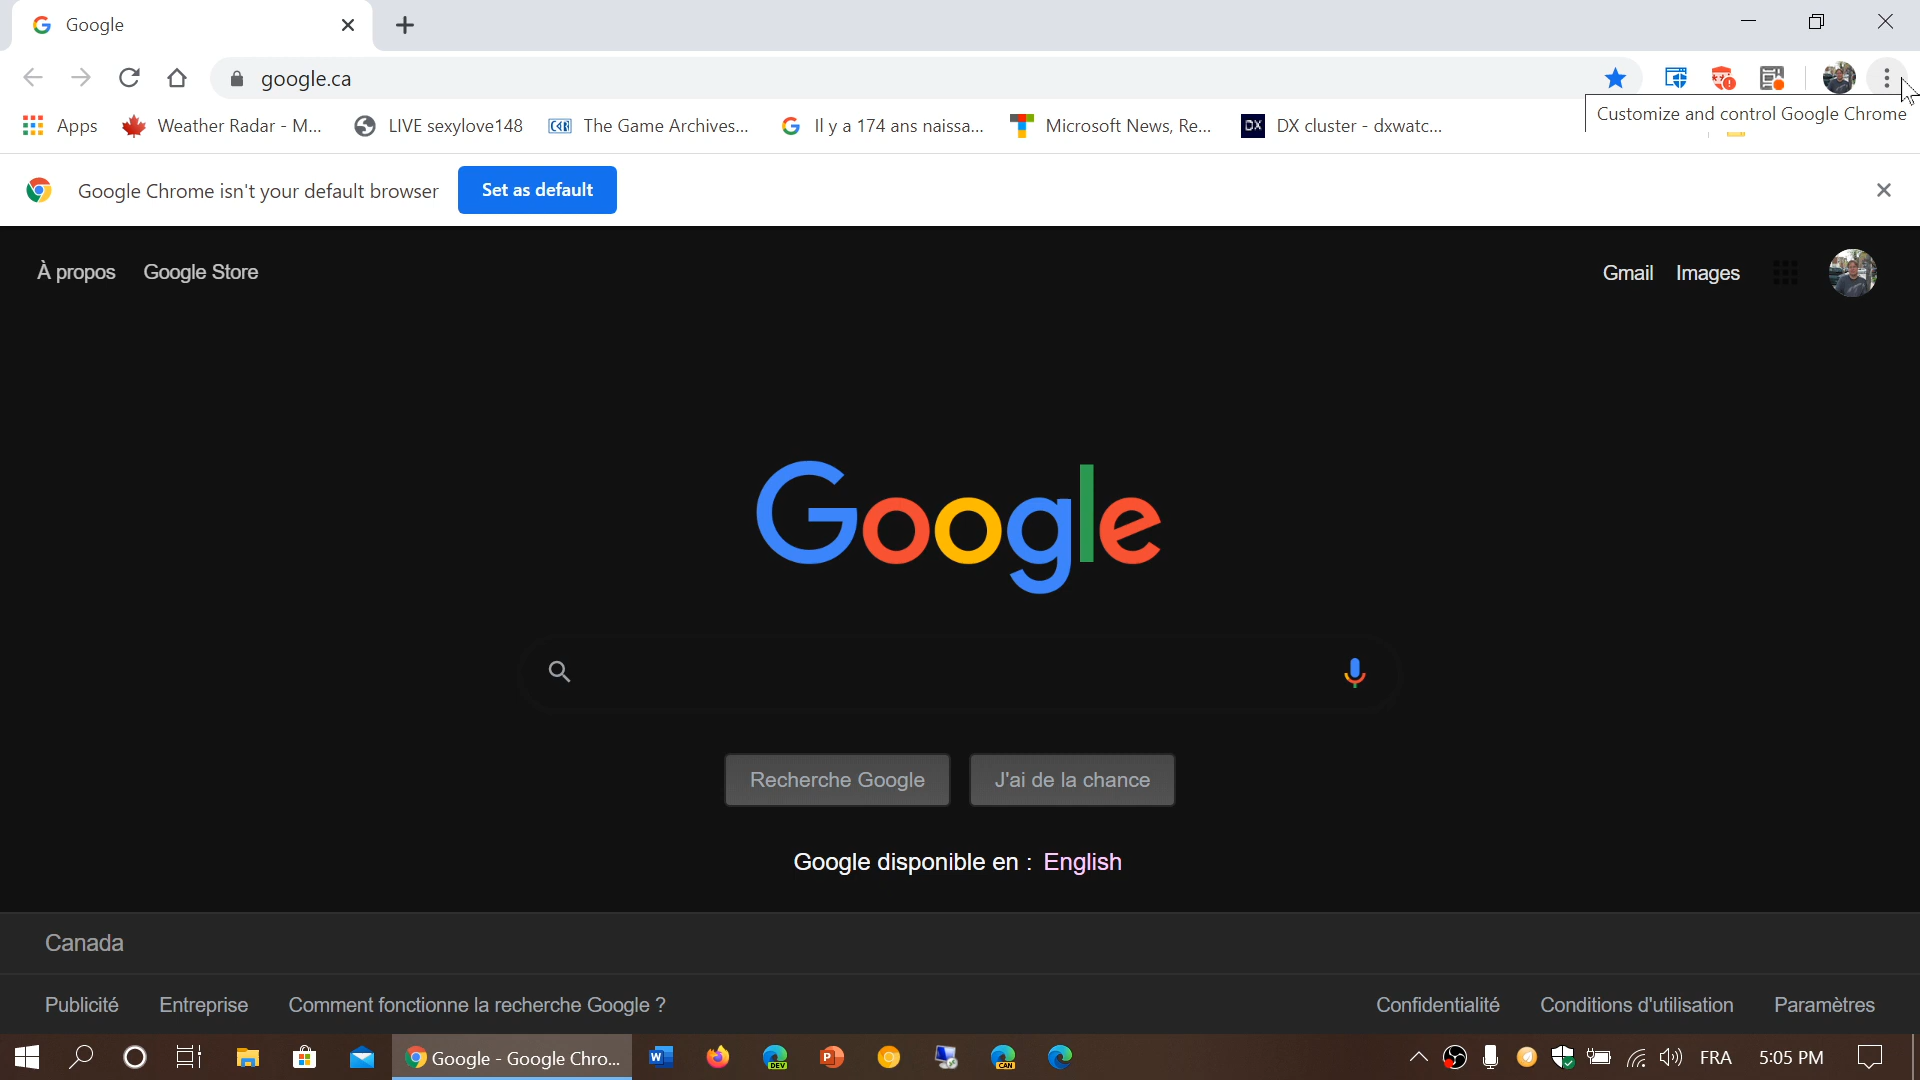 Google
google.ca
Customize and control Google Chrome
Apps
Weather Radar - M...
LIVE sexylove148
The Game Archives...
Il y a 174 ans naissa...
Microsoft News, Re...
DX
DX cluster - dxwatc...
Google Chrome isn't your default browser
Set as default
À propos
Google Store
Gmail
Images
Google
Recherche Google
J'ai de la chance
Google disponible en : English
Canada
Publicité
Entreprise
Comment fonctionne la recherche Google ?
Confidentialité
Conditions d'utilisation
Paramètres
Google - Google Chro...
W
DEV
P
CAN
FRA
5:05 PM